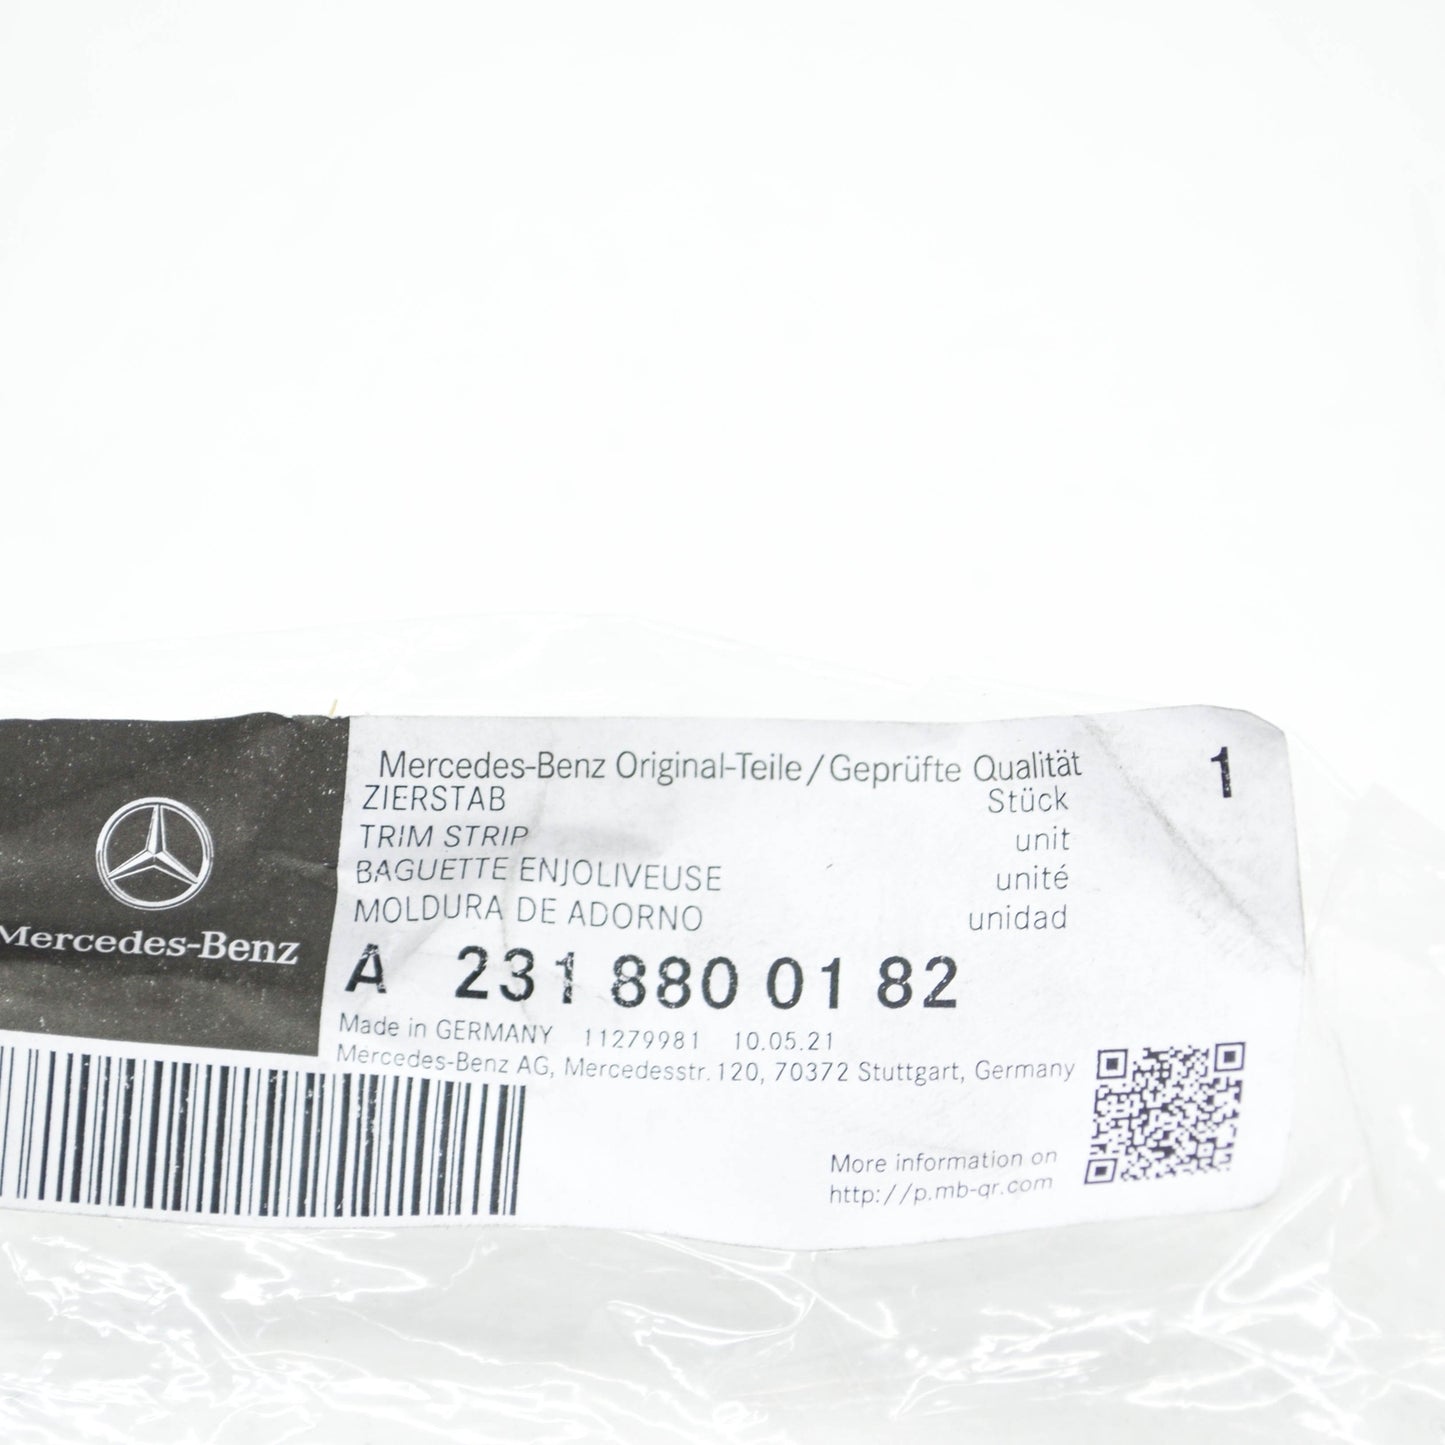 Mercedes-Benz
Mercedes-Benz Original-Teile/Geprüfte Qualität
1
ZIERSTAB Stück
TRIM STRIP unit
BAGUETTE ENJOLIVEUSE unité
MOLDURA DE ADORNO unidad
A 231 880 01 82
Made in GERMANY 11279981 10.05.21
Mercedes-Benz AG, Mercedesstr. 120, 70372 Stuttgart, Germany
More information on
http://p.mb-qr.com